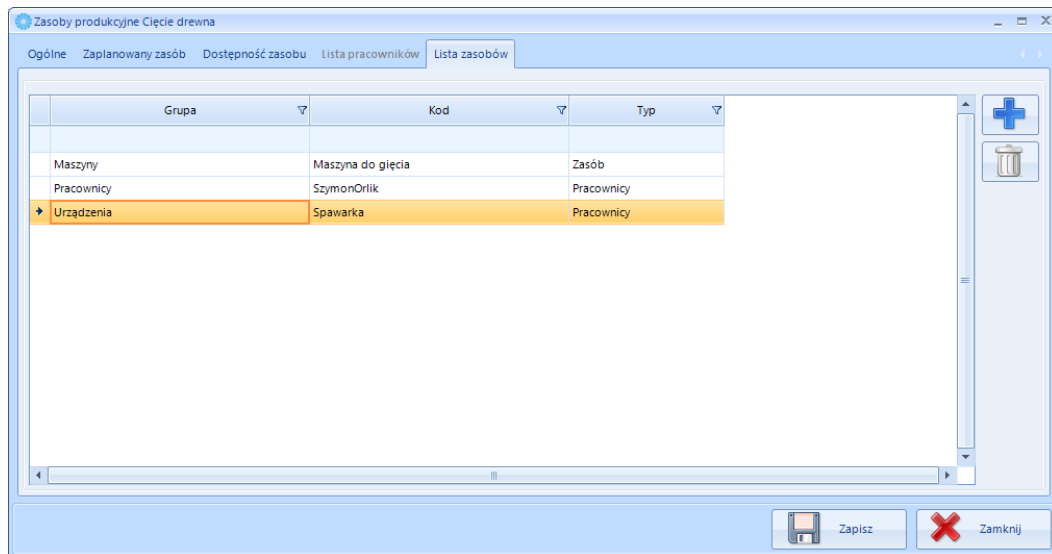 Zasoby produkcyjne Cięcie drewna
Ogólne Zaplanowany zasób Dostępność zasobu Lista pracowników Lista zasobów
Grupa Kod Typ
Maszyny Maszyna do gięcia Zasób
Pracownicy SzymonOrlik Pracownicy
Urządzenia Spawarka Pracownicy
Zapisz Zamknij